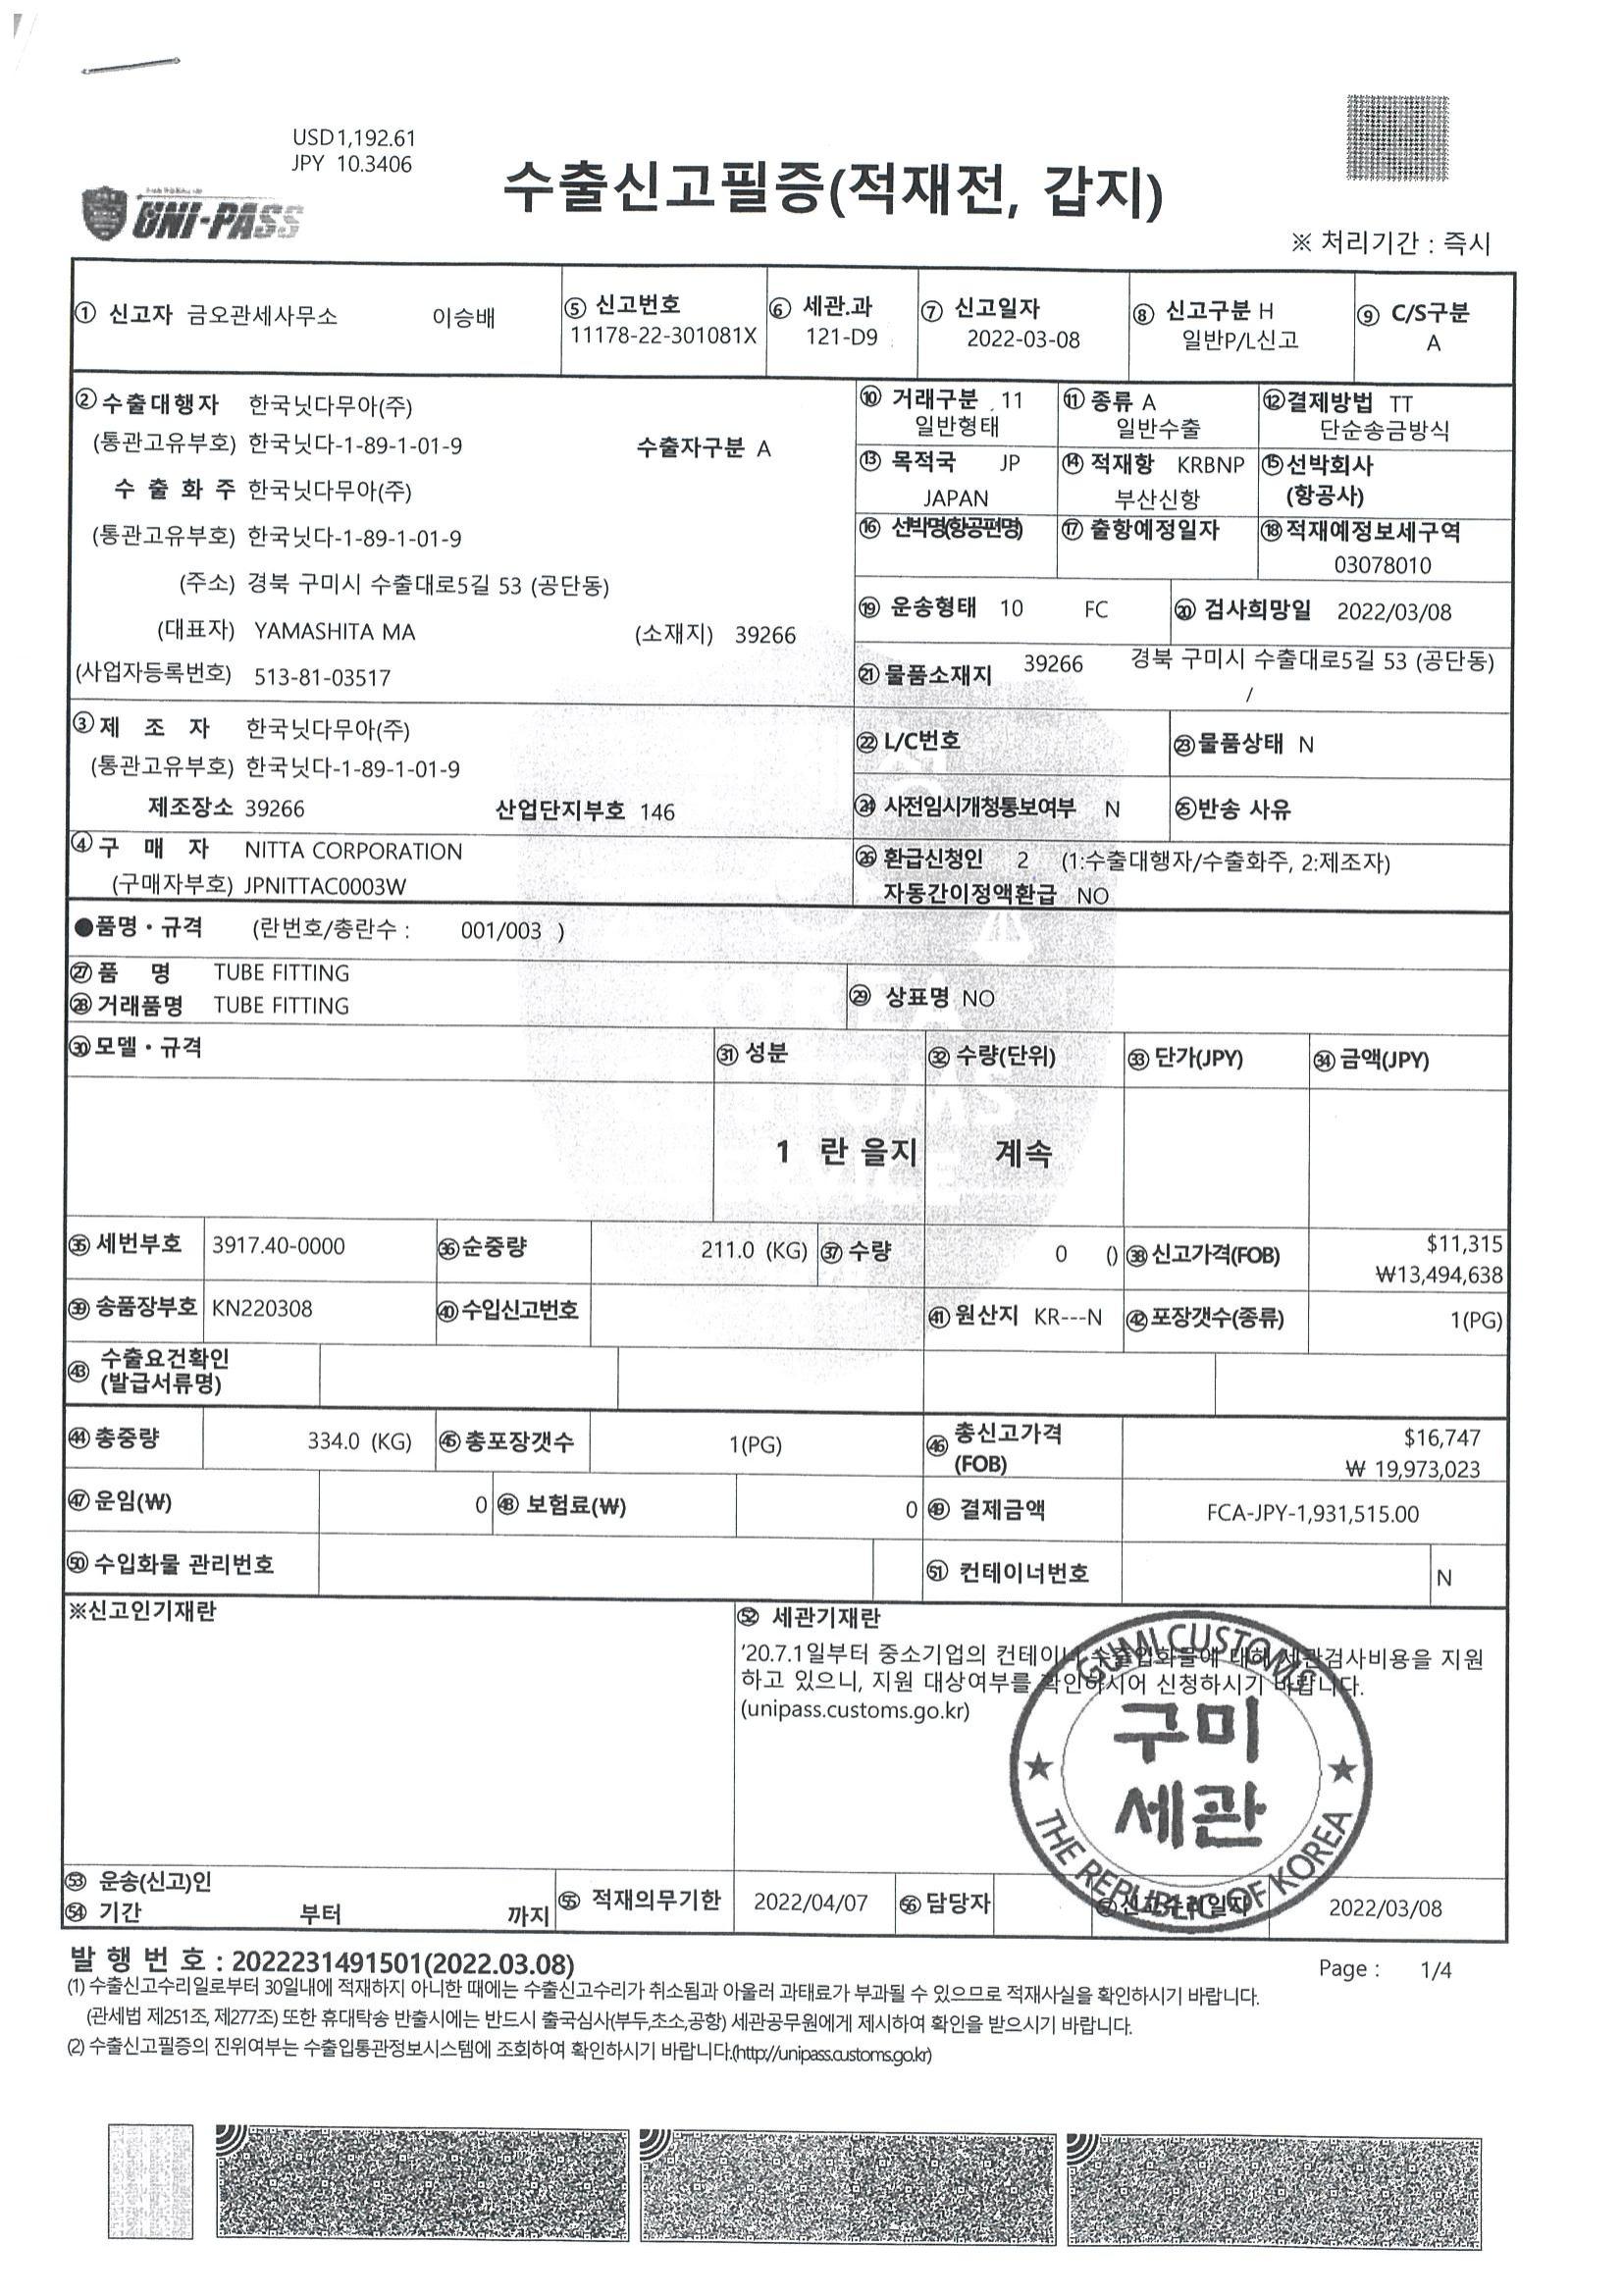 USD1,192.61
JPY 10.3406
UNI-PASS
수출신고필증(적재전, 갑지)
※ 처리기간 : 즉시
① 신고자 금오관세사무소 이승배
⑤ 신고번호
11178-22-301081X
⑥ 세관.과
121-D9
⑦ 신고일자
2022-03-08
⑧ 신고구분 H
일반P/L신고
⑨ C/S구분
A
② 수출대행자 한국닛다무아(주)
(통관고유부호) 한국닛다-1-89-1-01-9 수출자구분 A
수 출 화 주 한국닛다무아(주)
(통관고유부호) 한국닛다-1-89-1-01-9
(주소) 경북 구미시 수출대로5길 53 (공단동)
(대표자) YAMASHITA MA (소재지) 39266
(사업자등록번호) 513-81-03517
⑩ 거래구분 11
일반형태
⑪ 종류 A
일반수출
⑫결제방법 TT
단순송금방식
⑬ 목적국 JP
JAPAN
⑭ 적재항 KRBNP
부산신항
⑮선박회사
(항공사)
⑯ 선박명(항공편명)
⑰ 출항예정일자
⑱적재예정보세구역
03078010
⑲ 운송형태 10 FC
⑳ 검사희망일 2022/03/08
㉑물품소재지 39266 경북 구미시 수출대로5길 53 (공단동)
/
③ 제 조 자 한국닛다무아(주)
(통관고유부호) 한국닛다-1-89-1-01-9
제조장소 39266 산업단지부호 146
㉒ L/C번호
㉓물품상태 N
㉔ 사전임시개청통보여부 N
㉕반송 사유
④ 구 매 자 NITTA CORPORATION
(구매자부호) JPNITTAC0003W
㉖ 환급신청인 2 (1:수출대행자/수출화주, 2:제조자)
자동간이정액환급 NO
●품명・규격 (란번호/총란수 : 001/003 )
㉗ 품 명 TUBE FITTING
㉘ 거래품명 TUBE FITTING
㉙ 상표명 NO
㉚모델・규격
㉛ 성분
㉜ 수량(단위)
㉝ 단가(JPY)
㉞ 금액(JPY)
1 란 을지 계속
㉟ 세번부호 3917.40-0000
㊱순중량 211.0 (KG)
㊲ 수량 0 ()
㊳신고가격(FOB) $11,315
₩13,494,638
㊴ 송품장부호 KN220308
㊵수입신고번호
㊶ 원산지 KR---N
㊷포장갯수(종류) 1(PG)
㊸ 수출요건확인
(발급서류명)
㊹ 총중량 334.0 (KG)
㊺총포장갯수 1(PG)
㊻ 총신고가격
(FOB)
$16,747
₩ 19,973,023
㊼ 운임(₩) 0
㊽ 보험료(₩) 0
㊾ 결제금액 FCA-JPY-1,931,515.00
㊿ 수입화물 관리번호
51 컨테이너번호 N
※신고인기재란
52 세관기재란
'20.7.1일부터 중소기업의 컨테이너 수출입화물에 대해 세관검사비용을 지원
하고 있으니, 지원 대상여부를 확인하시어 신청하시기 바랍니다.
(unipass.customs.go.kr)
GUMI CUSTOMS
구미
세관
THE REPUBLIC OF KOREA
53 운송(신고)인
54 기간 부터 까지
55 적재의무기한 2022/04/07
56 담당자
57 신고수리일자 2022/03/08
발 행 번 호 : 2022231491501(2022.03.08)
Page : 1/4
(1) 수출신고수리일로부터 30일내에 적재하지 아니한 때에는 수출신고수리가 취소됨과 아울러 과태료가 부과될 수 있으므로 적재사실을 확인하시기 바랍니다.
(관세법 제251조, 제277조) 또한 휴대탁송 반출시에는 반드시 출국심사(부두,초소,공항) 세관공무원에게 제시하여 확인을 받으시기 바랍니다.
(2) 수출신고필증의 진위여부는 수출입통관정보시스템에 조회하여 확인하시기 바랍니다.(http://unipass.customs.go.kr)